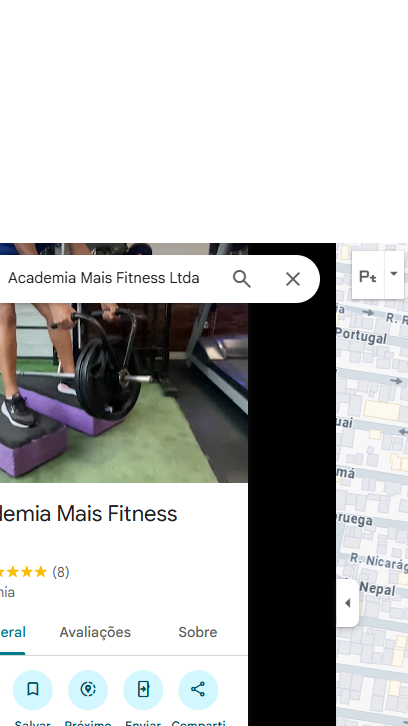 Academia Mais Fitness Ltda
Pt
R. R
Portugal
uai
má
ruega
R. Nicarág
Nepal
demia Mais Fitness
(8)
nia
eral Avaliações Sobre
Salvar Próximo Enviar Comparti